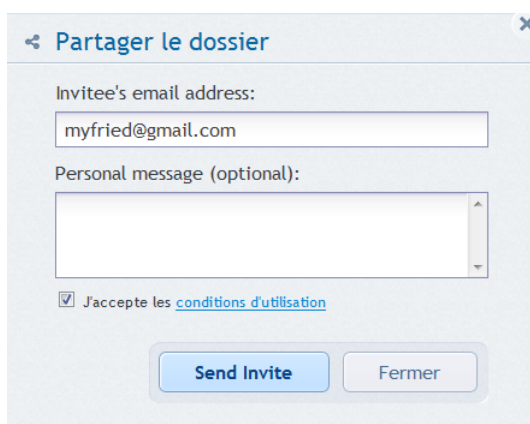 Partager le dossier
Invitee's email address:
myfried@gmail.com
Personal message (optional):
J'accepte les conditions d'utilisation
Send Invite
Fermer